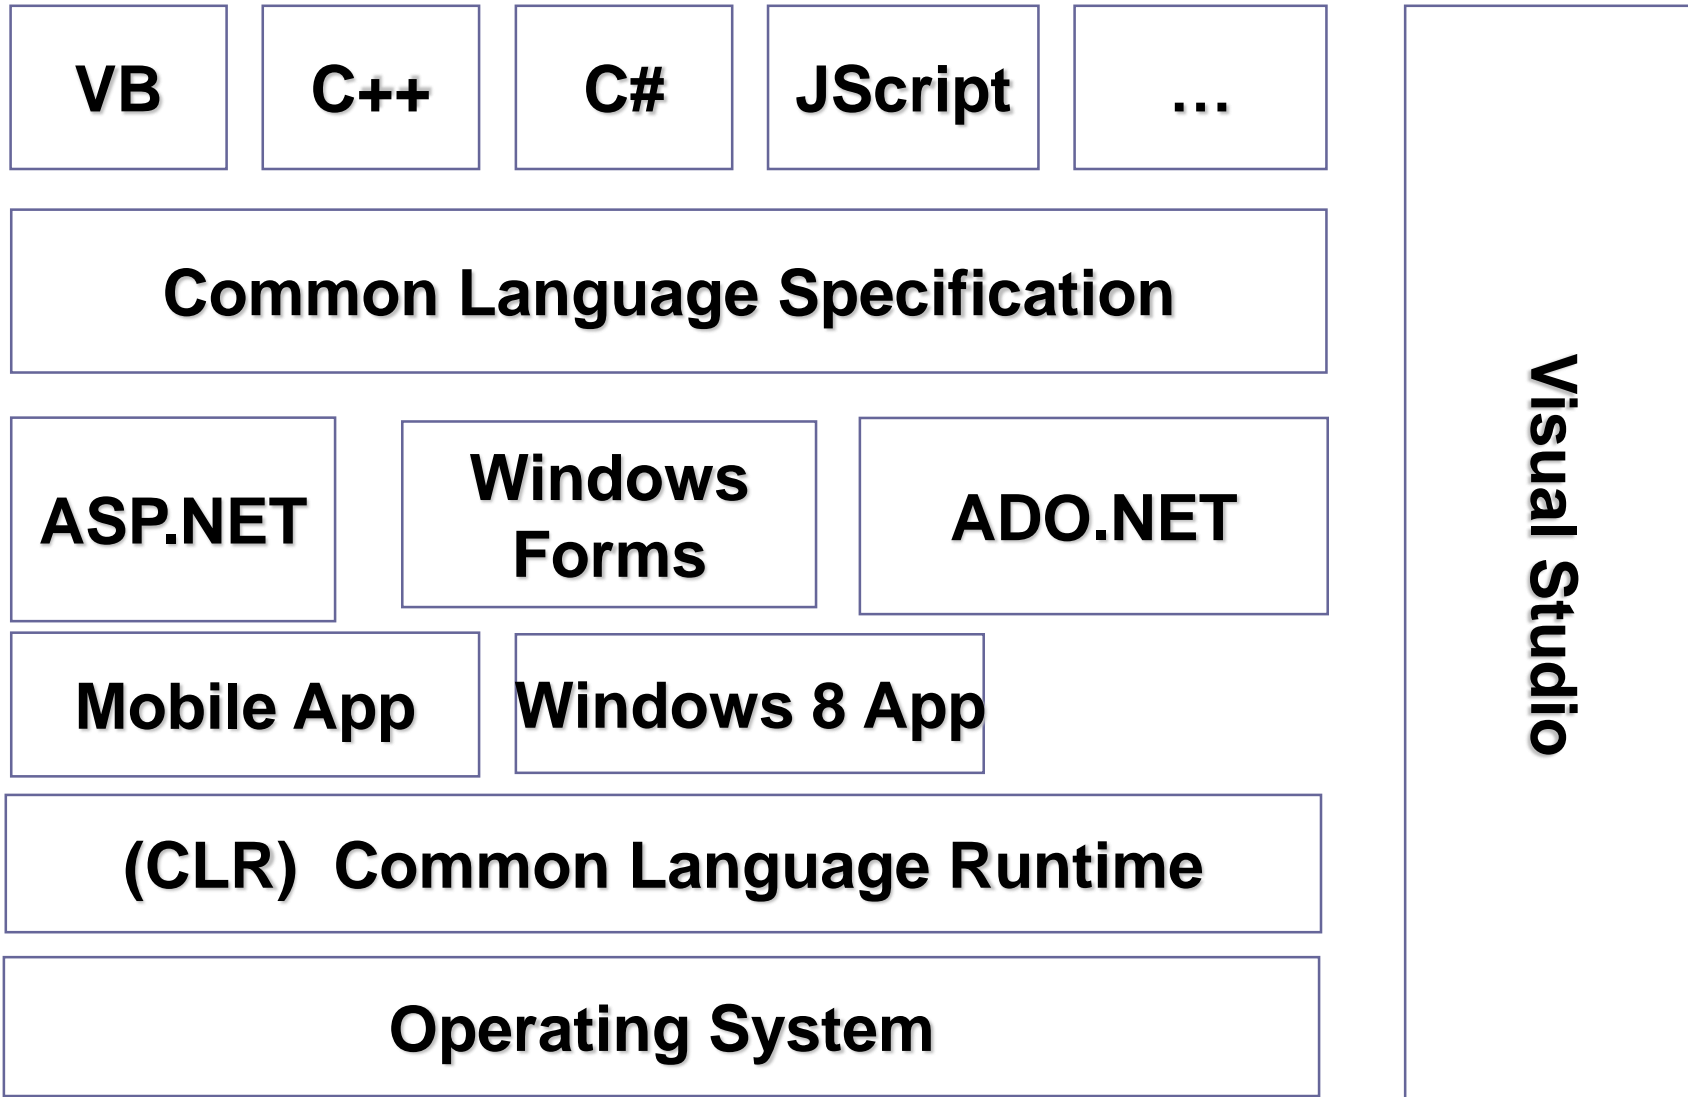 VB
C++
C#
JScript
…
Common Language Specification
ASP.NET
Windows
Forms
ADO.NET
Mobile App
Windows 8 App
(CLR)  Common Language Runtime
Operating System
Visual Studio